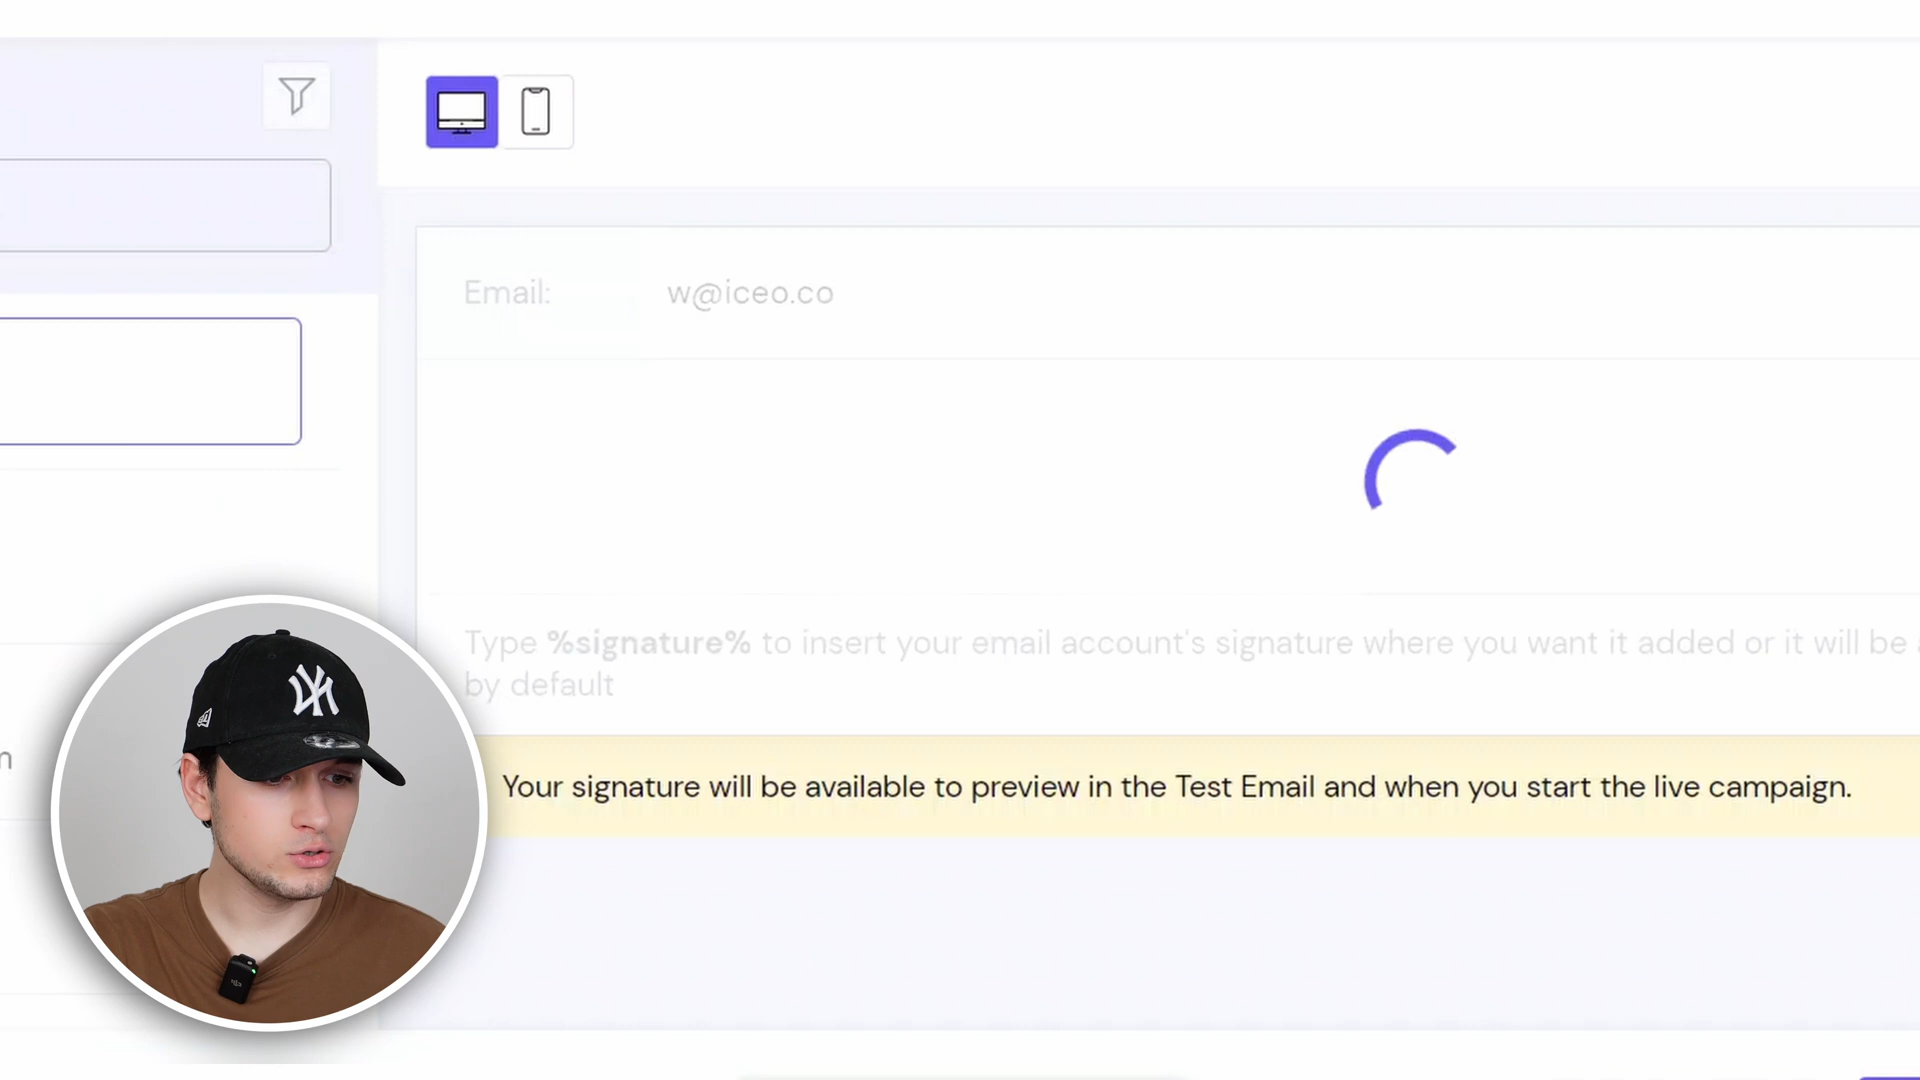 Email: w@iceo.co
Type %signature% to insert your email account's signature where you want it added or it will be
by default
Your signature will be available to preview in the Test Email and when you start the live campaign.
NY